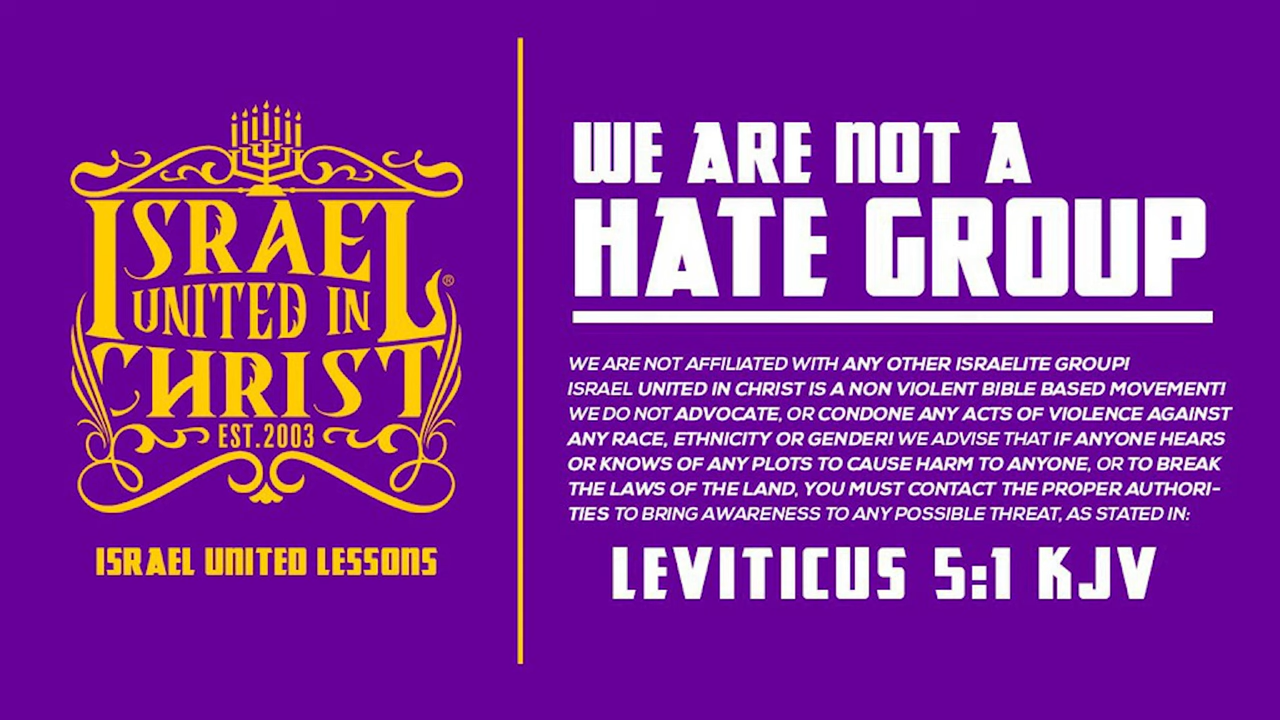 ISRAEL
UNITED IN
CHRIST
EST.2003
®
ISRAEL UNITED LESSONS
WE ARE NOT A
HATE GROUP
WE ARE NOT AFFILIATED WITH ANY OTHER ISRAELITE GROUP!
ISRAEL UNITED IN CHRIST IS A NON VIOLENT BIBLE BASED MOVEMENT!
WE DO NOT ADVOCATE, OR CONDONE ANY ACTS OF VIOLENCE AGAINST
ANY RACE, ETHNICITY OR GENDER! WE ADVISE THAT IF ANYONE HEARS
OR KNOWS OF ANY PLOTS TO CAUSE HARM TO ANYONE, OR TO BREAK
THE LAWS OF THE LAND, YOU MUST CONTACT THE PROPER AUTHORI-
TIES TO BRING AWARENESS TO ANY POSSIBLE THREAT, AS STATED IN:
LEVITICUS 5:1 KJV